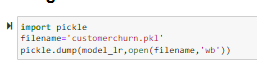 import pickle
filename='customerchurn.pkl'
pickle.dump(model_lr,open(filename,'wb'))